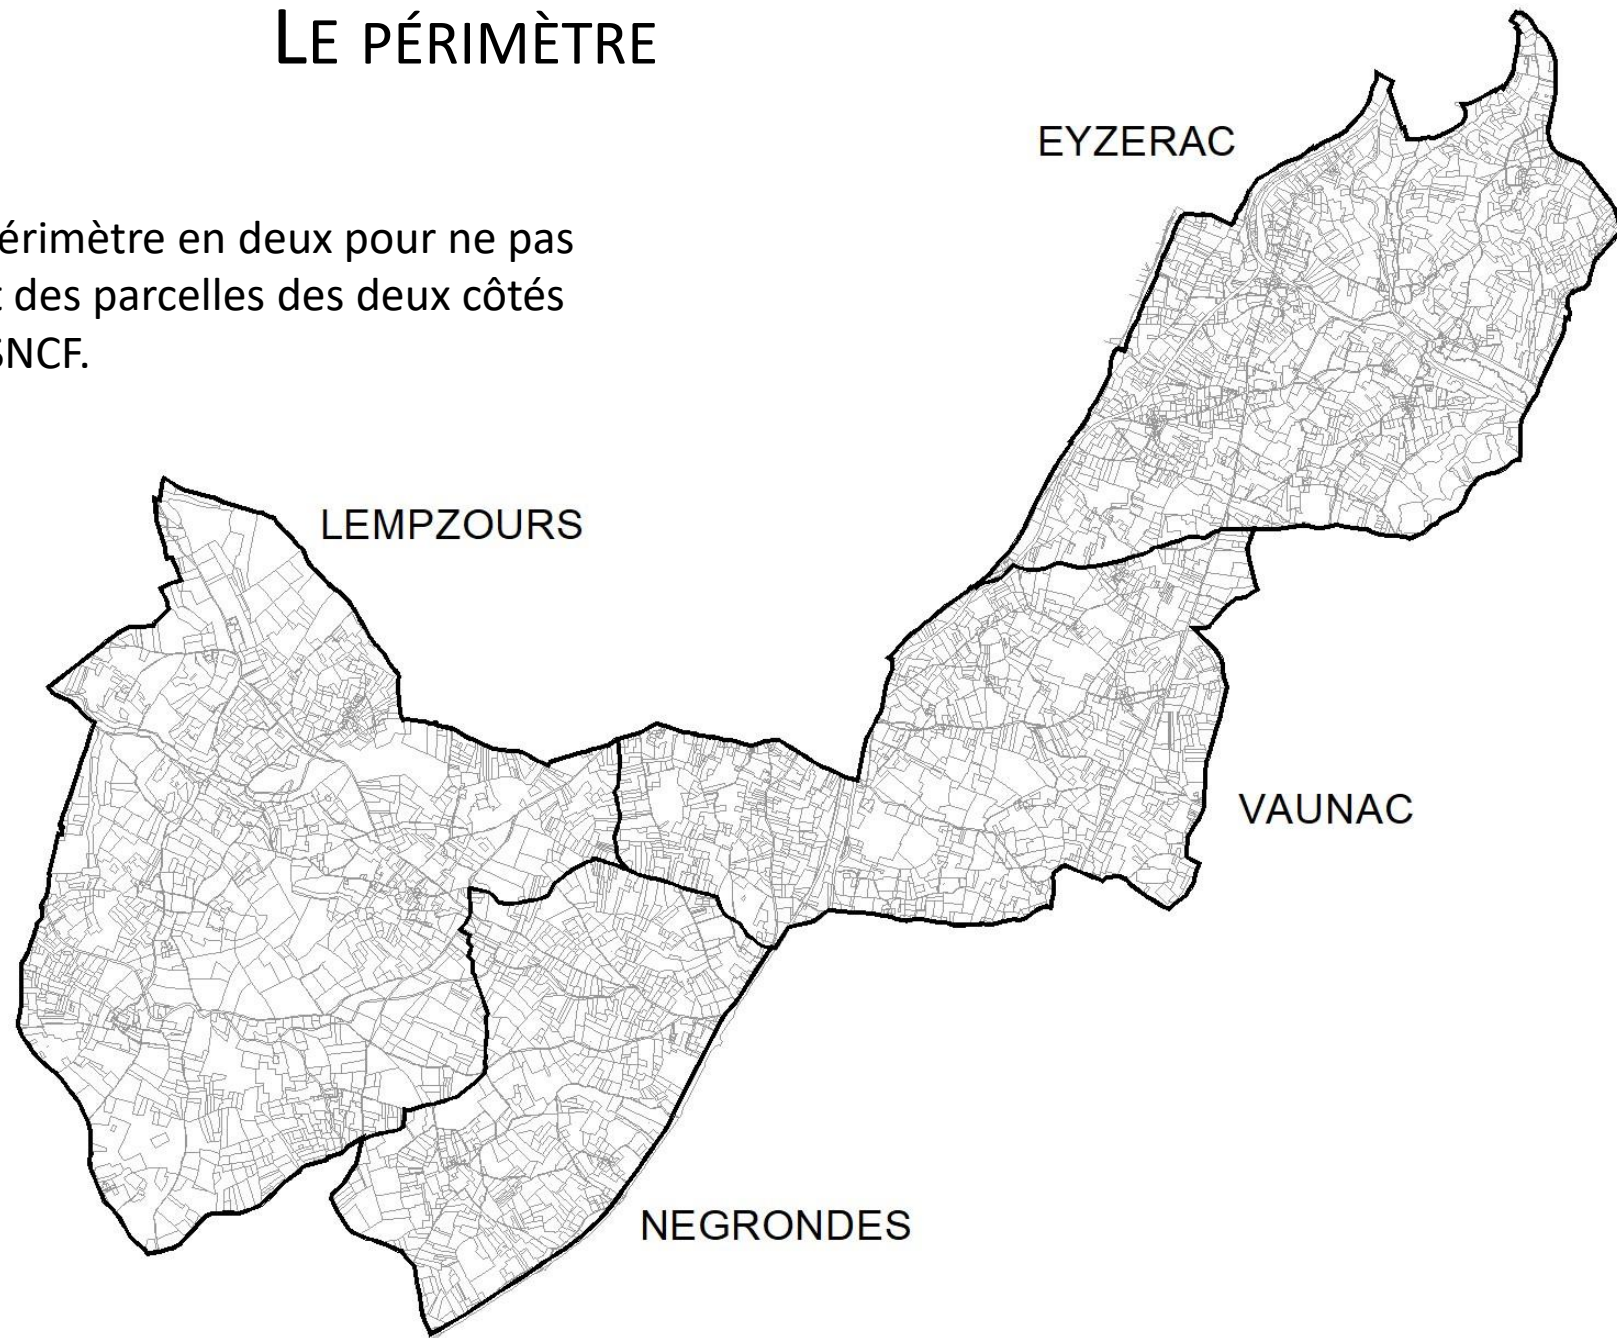 LE PÉRIMÈTRE
EYZERAC
érimètre en deux pour ne pas
des parcelles des deux côtés
SNCF.
LEMPZOURS
VAUNAC
NEGRONDES